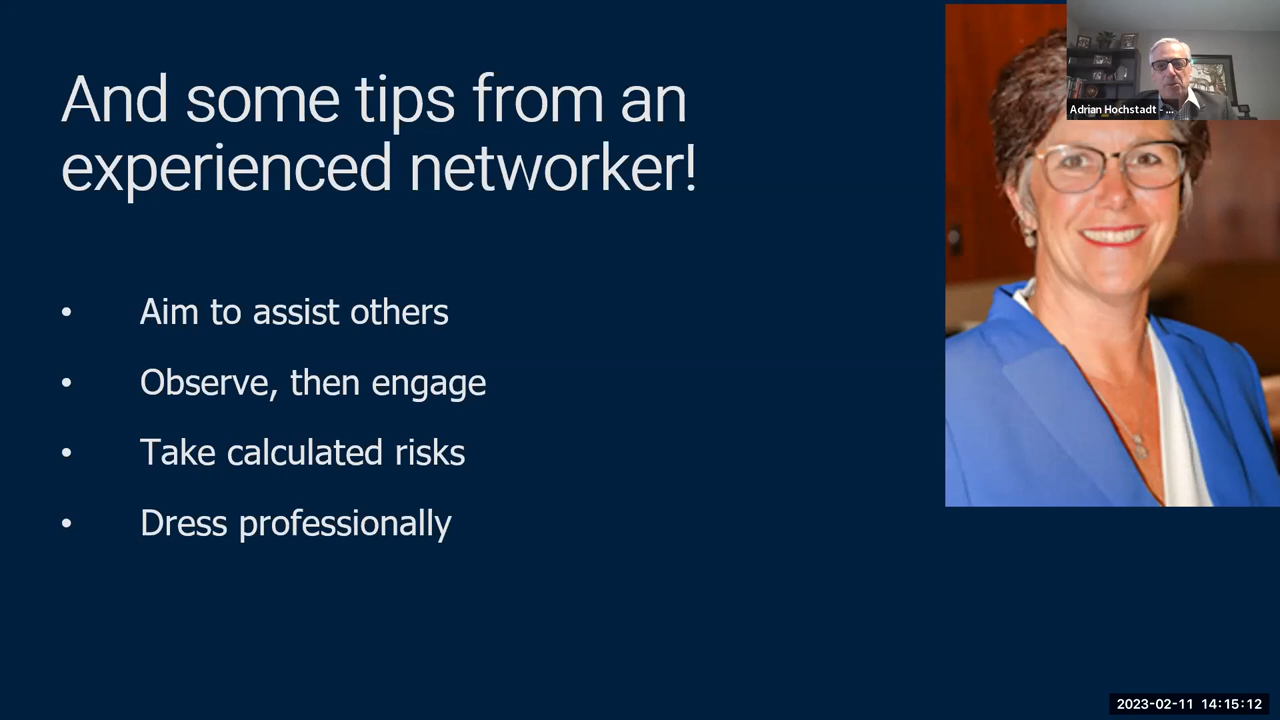 And some tips from an
experienced networker!
• Aim to assist others
• Observe, then engage
• Take calculated risks
• Dress professionally
Adrian Hochstadt - ...
2023-02-11 14:15:12